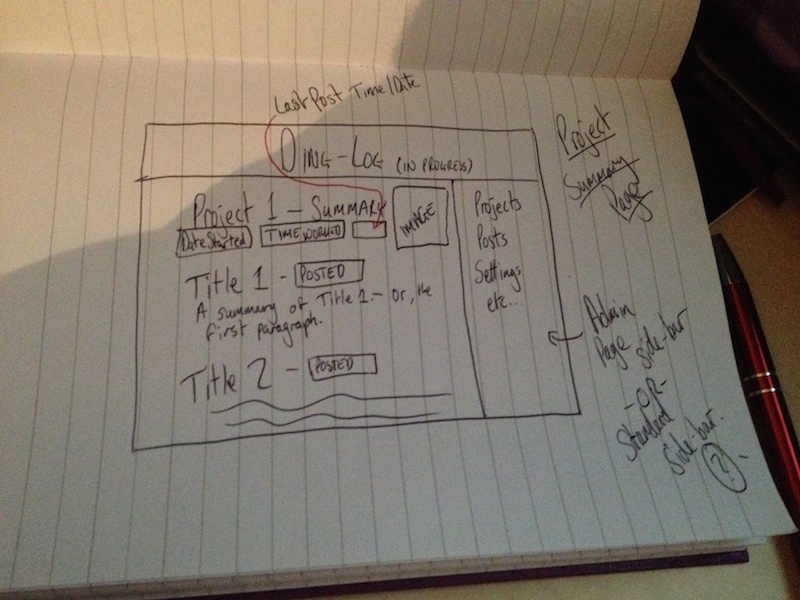 Last Post Time/Date
Doing-Log (IN PROGRESS)
Project 1 - SUMMARY
Date Started
TIME WORKED
IMAGE
Title 1 - POSTED
A summary of Title 1. - Or, the
first paragraph.
Title 2 - POSTED
Projects
Posts
Settings
etc...
Project
Summary
Page
Admin
Page Side-bar
- OR -
Standard
Side-bar.
?